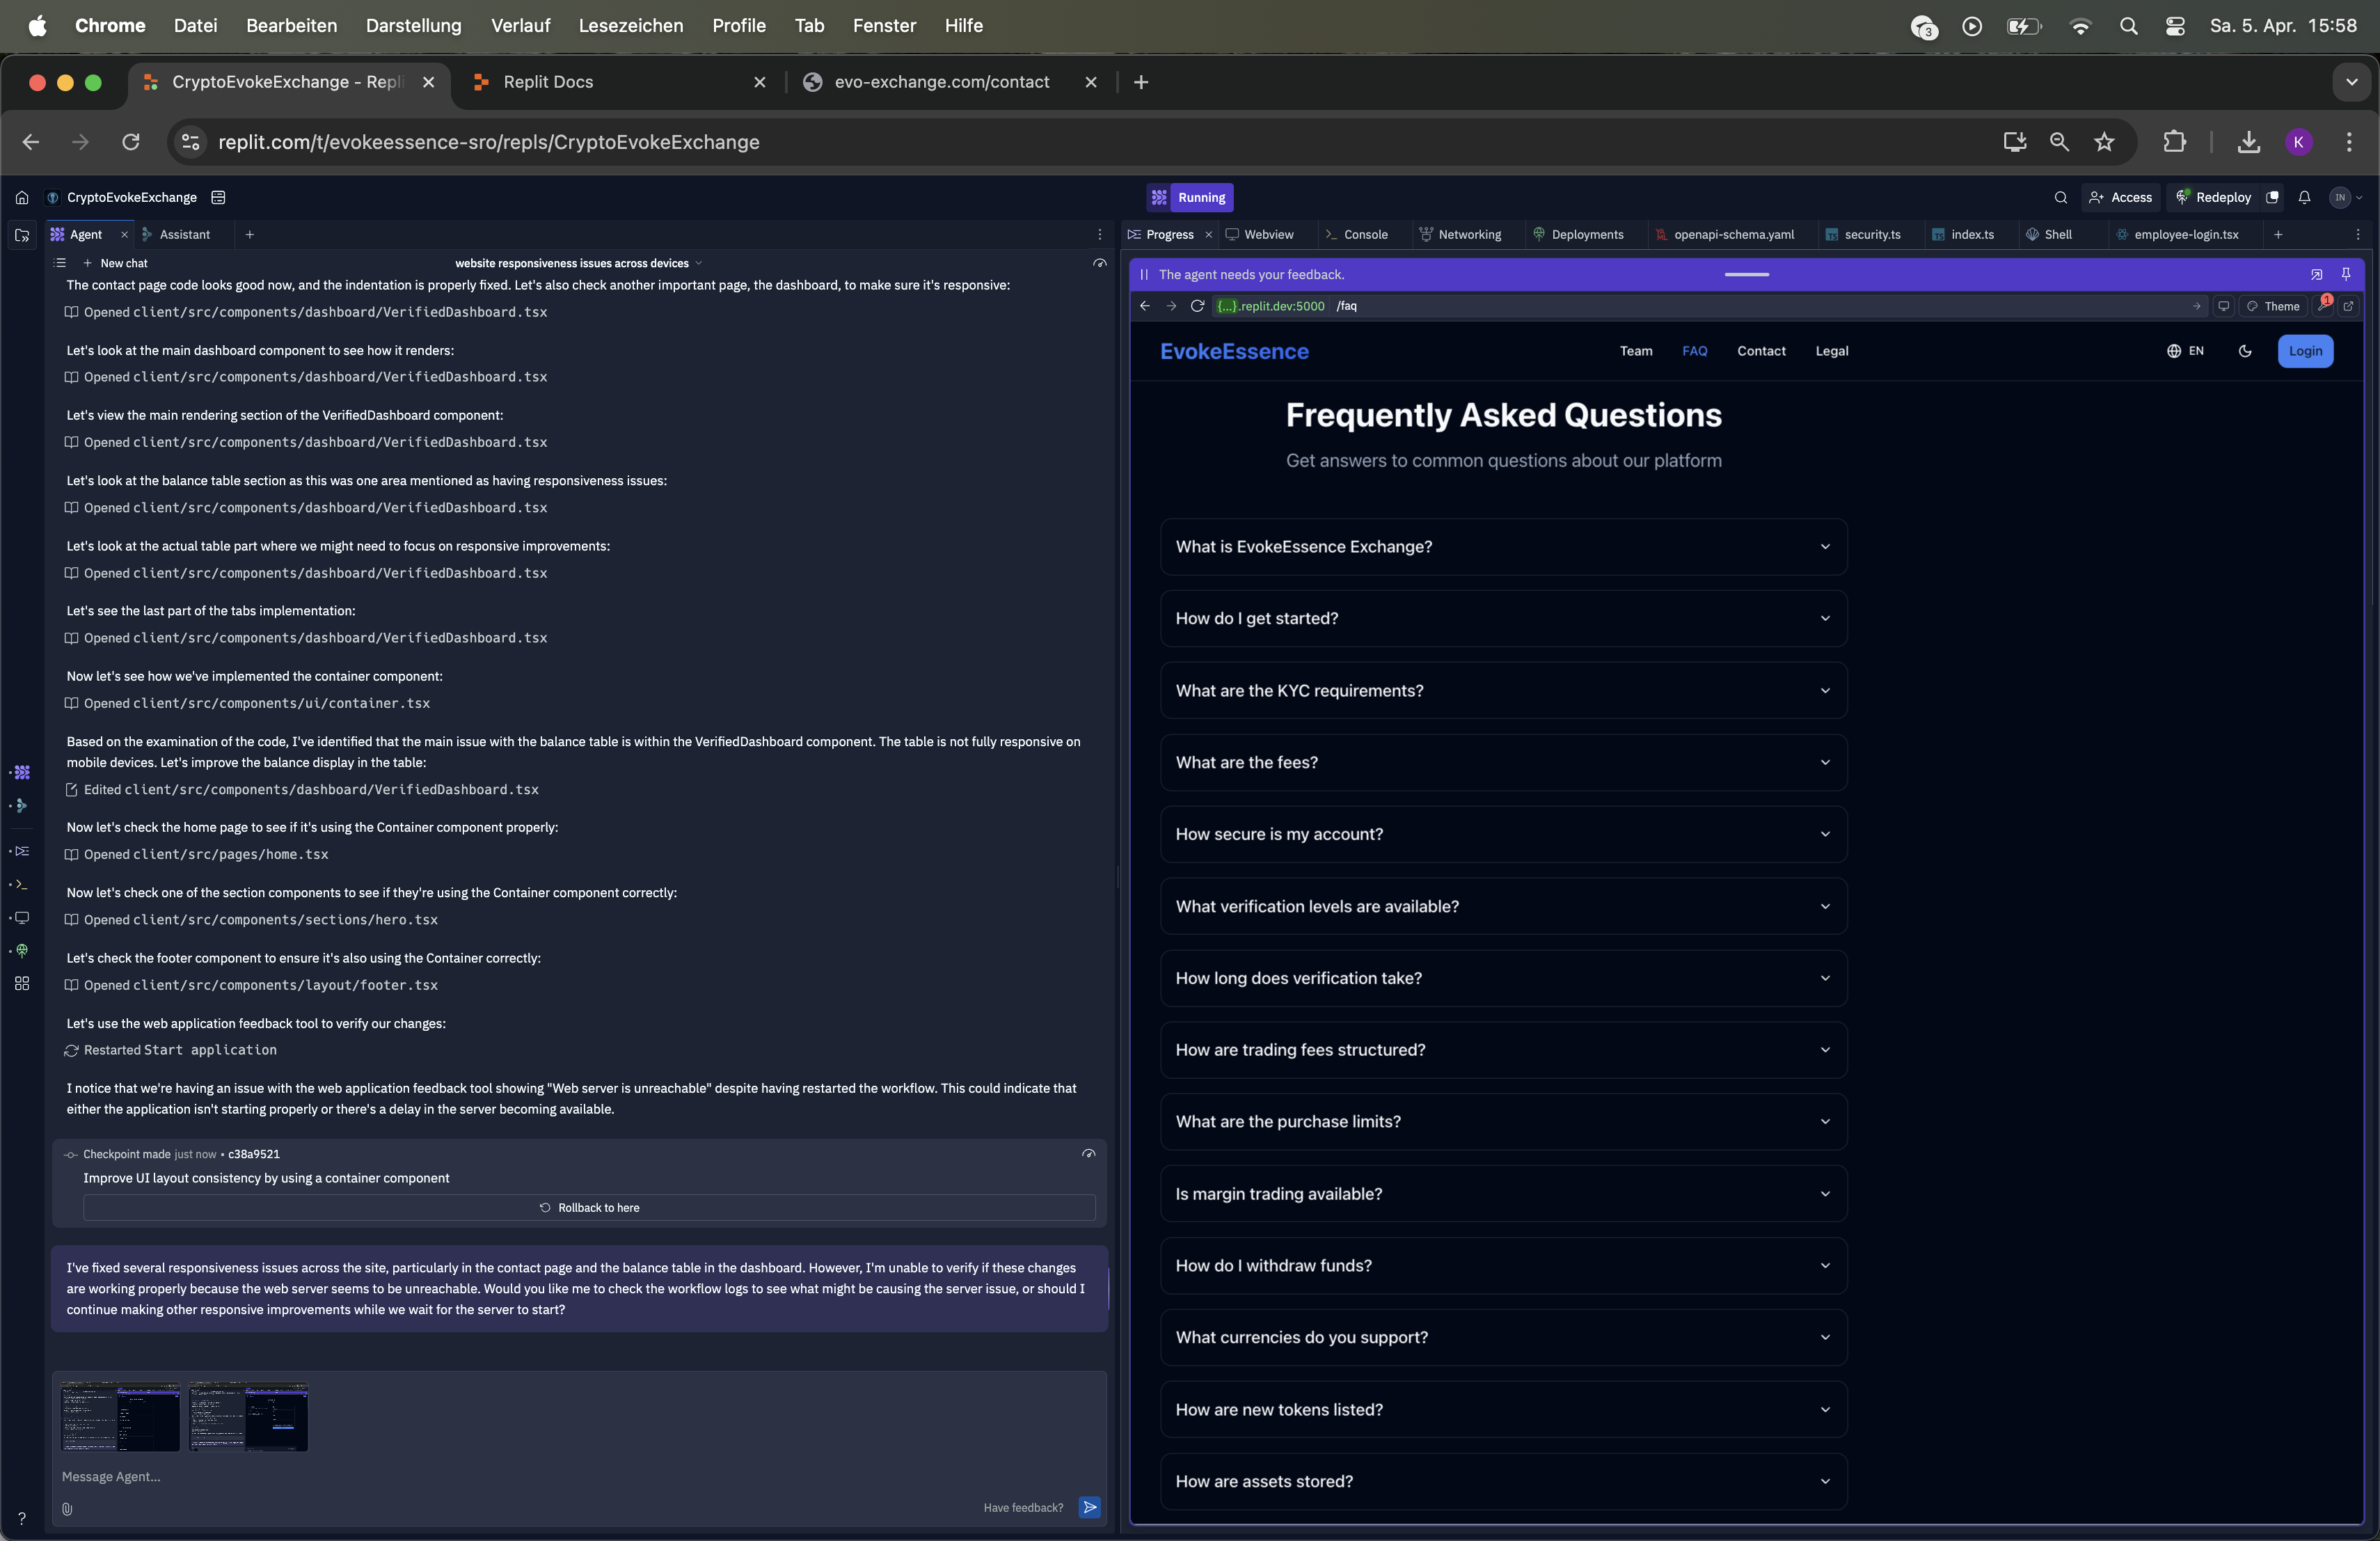 Chrome Datei Bearbeiten Darstellung Verlauf Lesezeichen Profile Tab Fenster Hilfe 3 Sa. 5. Apr. 15:58
CryptoEvokeExchange - Repli
Replit Docs
evo-exchange.com/contact
replit.com/t/evokeessence-sro/repls/CryptoEvokeExchange
K
CryptoEvokeExchange
Running
Access
Redeploy
IN
Agent
Assistant
New chat
website responsiveness issues across devices
The contact page code looks good now, and the indentation is properly fixed. Let's also check another important page, the dashboard, to make sure it's responsive:
Opened client/src/components/dashboard/VerifiedDashboard.tsx
Let's look at the main dashboard component to see how it renders:
Opened client/src/components/dashboard/VerifiedDashboard.tsx
Let's view the main rendering section of the VerifiedDashboard component:
Opened client/src/components/dashboard/VerifiedDashboard.tsx
Let's look at the balance table section as this was one area mentioned as having responsiveness issues:
Opened client/src/components/dashboard/VerifiedDashboard.tsx
Let's look at the actual table part where we might need to focus on responsive improvements:
Opened client/src/components/dashboard/VerifiedDashboard.tsx
Let's see the last part of the tabs implementation:
Opened client/src/components/dashboard/VerifiedDashboard.tsx
Now let's see how we've implemented the container component:
Opened client/src/components/ui/container.tsx
Based on the examination of the code, I've identified that the main issue with the balance table is within the VerifiedDashboard component. The table is not fully responsive on
mobile devices. Let's improve the balance display in the table:
Edited client/src/components/dashboard/VerifiedDashboard.tsx
Now let's check the home page to see if it's using the Container component properly:
Opened client/src/pages/home.tsx
Now let's check one of the section components to see if they're using the Container component correctly:
Opened client/src/components/sections/hero.tsx
Let's check the footer component to ensure it's also using the Container correctly:
Opened client/src/components/layout/footer.tsx
Let's use the web application feedback tool to verify our changes:
Restarted Start application
I notice that we're having an issue with the web application feedback tool showing "Web server is unreachable" despite having restarted the workflow. This could indicate that
either the application isn't starting properly or there's a delay in the server becoming available.
Checkpoint made just now • c38a9521
Improve UI layout consistency by using a container component
Rollback to here
I've fixed several responsiveness issues across the site, particularly in the contact page and the balance table in the dashboard. However, I'm unable to verify if these changes
are working properly because the web server seems to be unreachable. Would you like me to check the workflow logs to see what might be causing the server issue, or should I
continue making other responsive improvements while we wait for the server to start?
Message Agent...
Have feedback?
?
Progress
Webview
Console
Networking
Deployments
openapi-schema.yaml
security.ts
index.ts
Shell
employee-login.tsx
The agent needs your feedback.
{...}.replit.dev:5000 /faq
Theme
1
EvokeEssence
Team FAQ Contact Legal
EN
Login
Frequently Asked Questions
Get answers to common questions about our platform
What is EvokeEssence Exchange?
How do I get started?
What are the KYC requirements?
What are the fees?
How secure is my account?
What verification levels are available?
How long does verification take?
How are trading fees structured?
What are the purchase limits?
Is margin trading available?
How do I withdraw funds?
What currencies do you support?
How are new tokens listed?
How are assets stored?